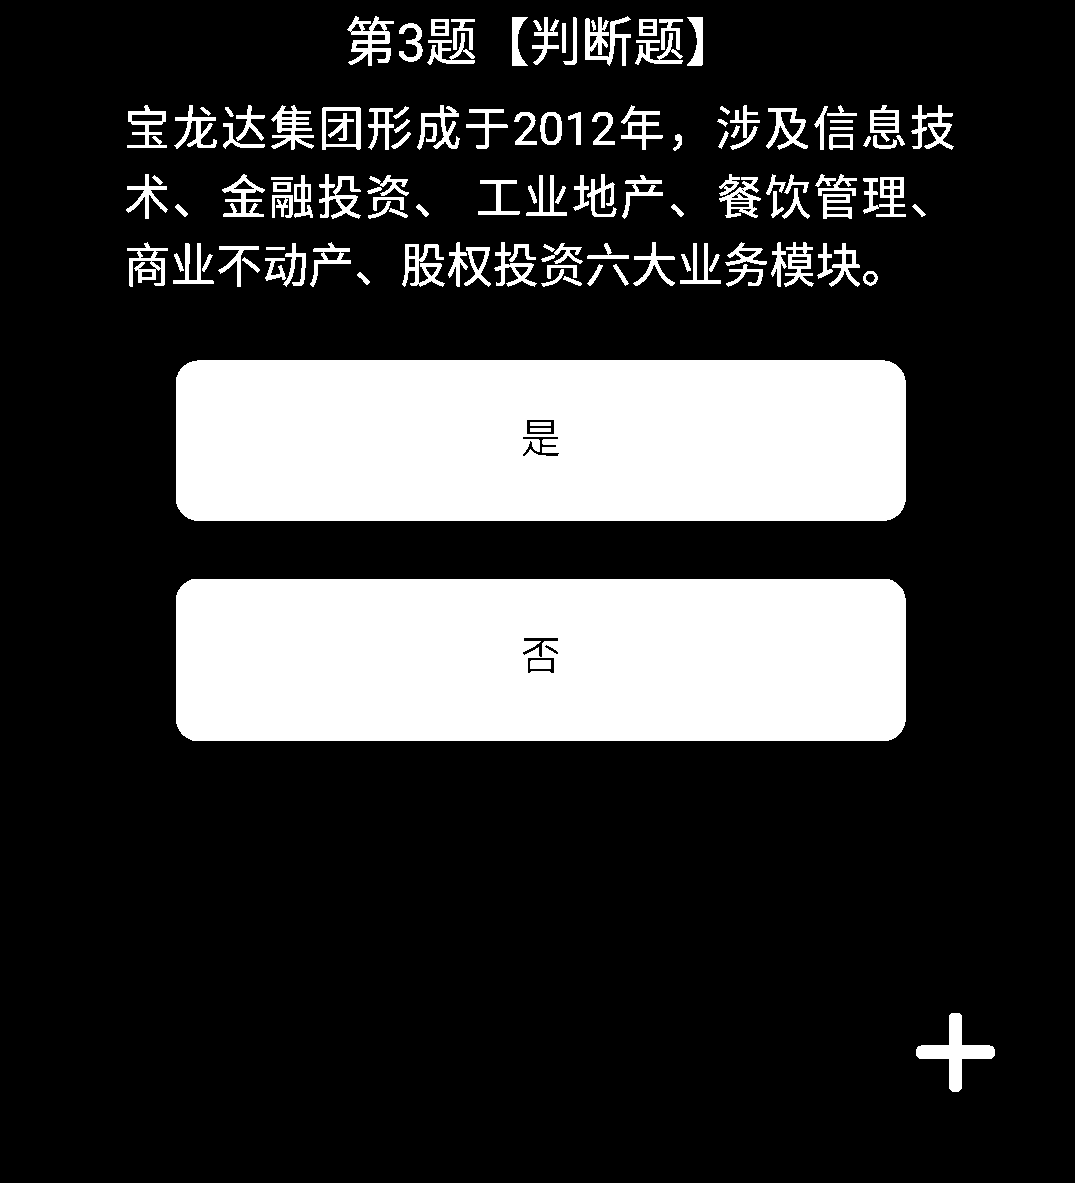 第3题【判断题】
宝龙达集团形成于2012年，涉及信息技
术、金融投资、 工业地产、餐饮管理、
商业不动产、股权投资六大业务模块。
是
否